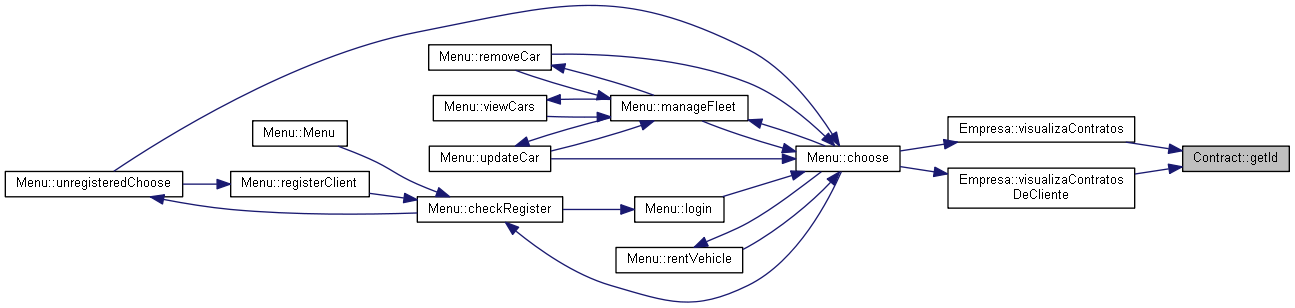 Menu::removeCar
Menu::viewCars
Menu::manageFleet
Menu::Menu
Menu::updateCar
Menu::choose
Empresa::visualizaContratos
Contract::getId
Menu::unregisteredChoose
Menu::registerClient
Empresa::visualizaContratos
DeCliente
Menu::checkRegister
Menu::login
Menu::rentVehicle